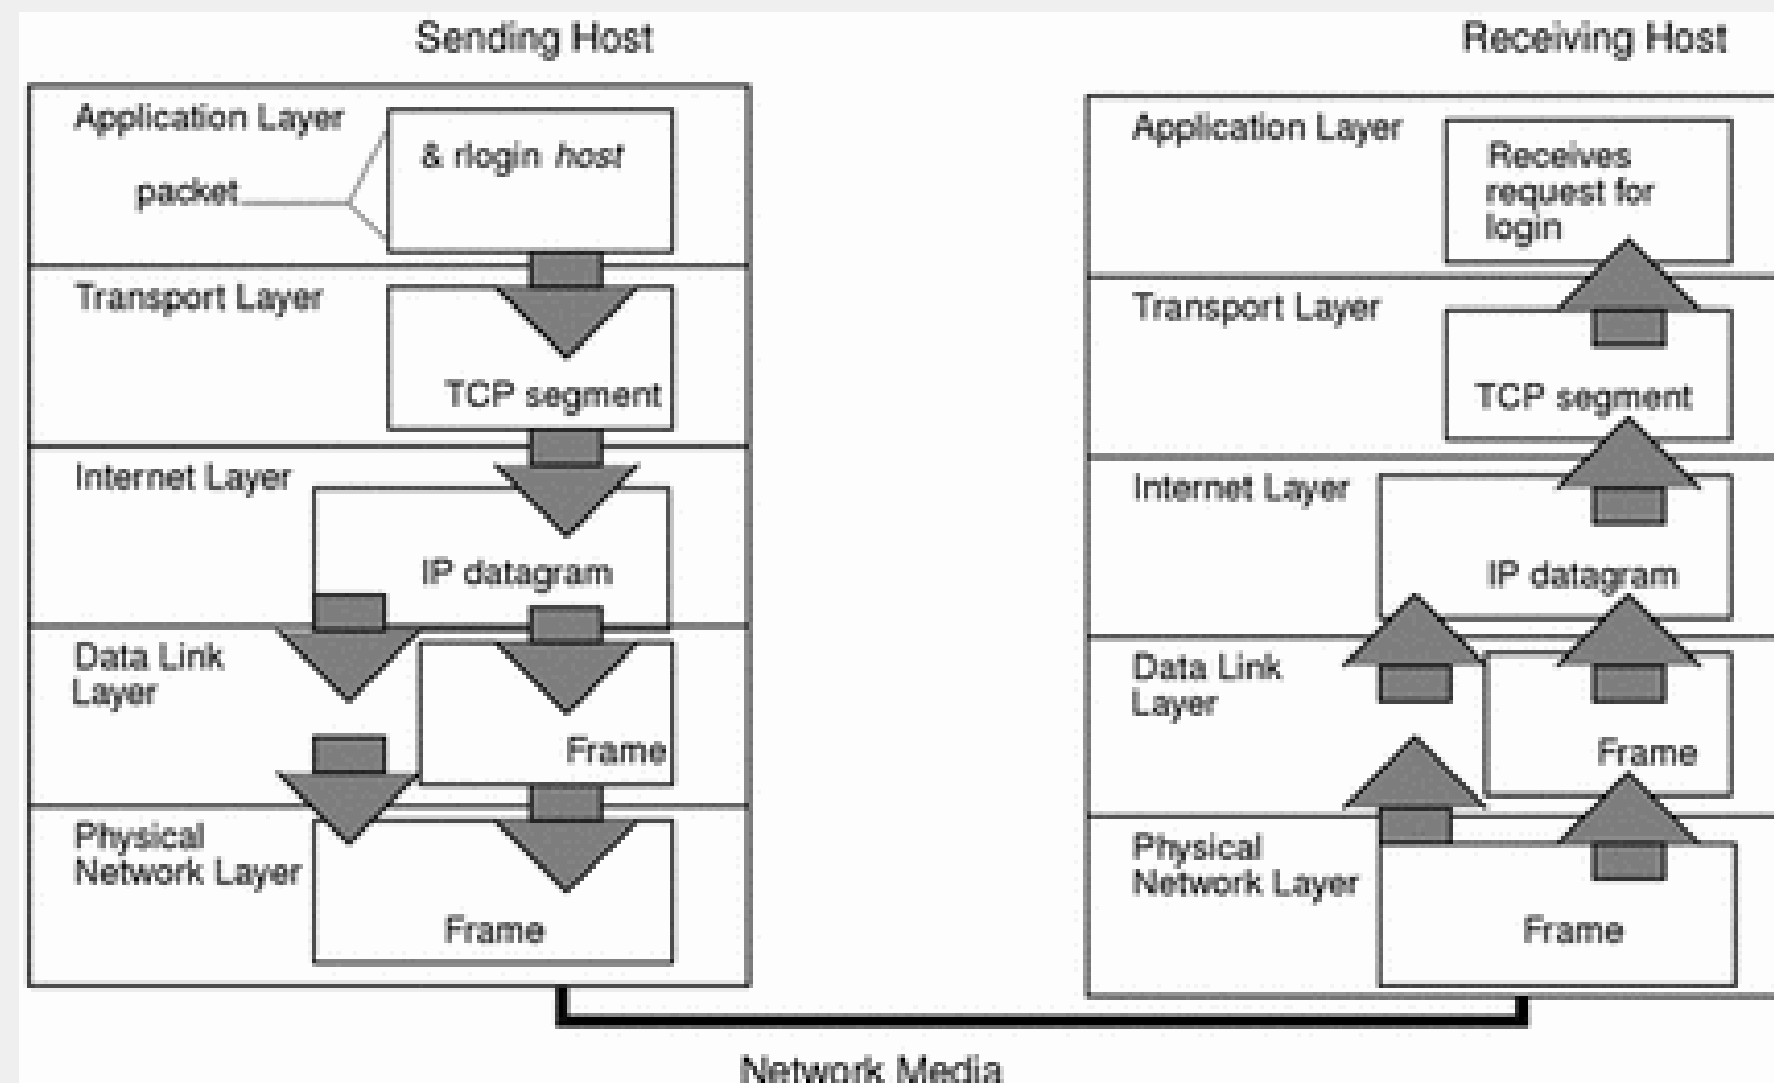 Sending Host
Application Layer
packet
& rlogin host
Transport Layer
TCP segment
Internet Layer
IP datagram
Data Link
Layer
Frame
Physical
Network Layer
Frame
Receiving Host
Application Layer
Receives
request for
login
Transport Layer
TCP segment
Internet Layer
IP datagram
Data Link
Layer
Frame
Physical
Network Layer
Frame
Network Media